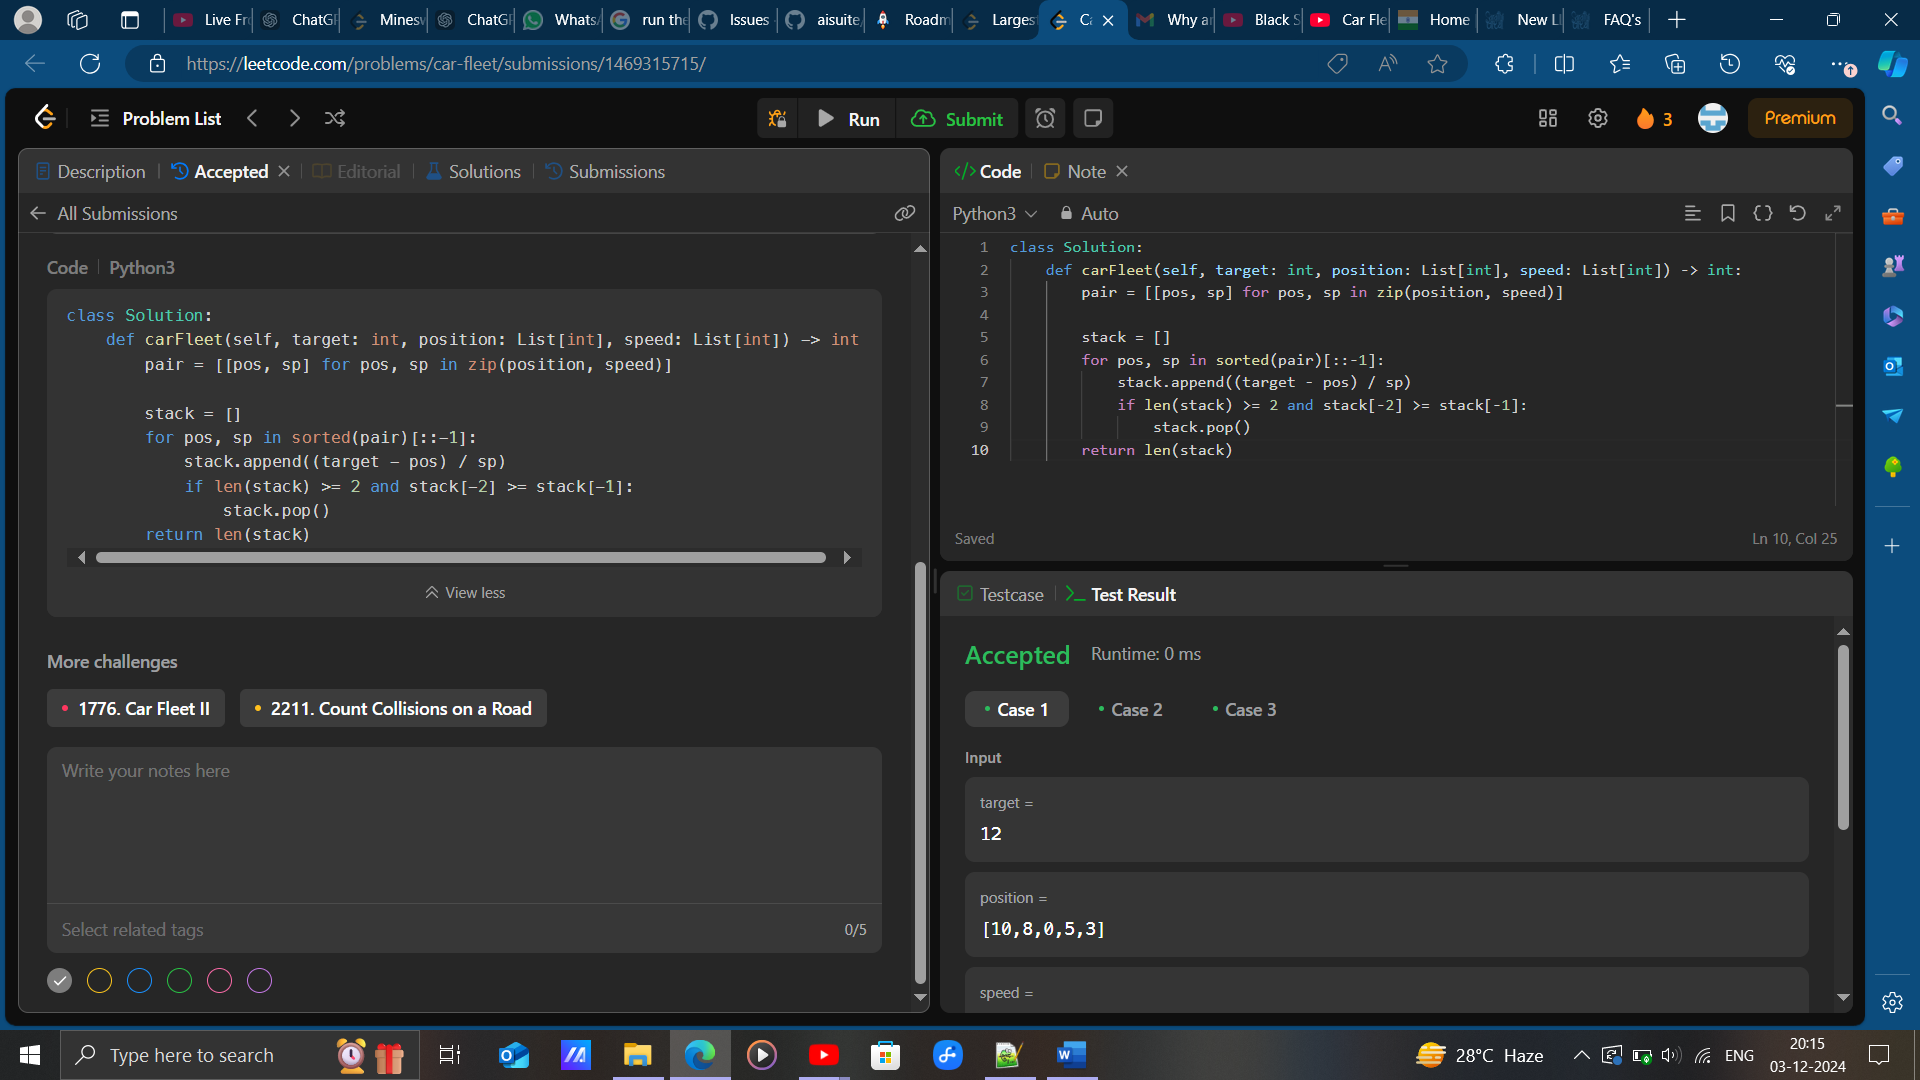 Live Fr
ChatGP
Minesw
ChatGP
Whats
run the
Issues
aisuite
Roadm
Larges
Ca
Why ar
Black S
Car Fle
Home
New LI
FAQ's
https://leetcode.com/problems/car-fleet/submissions/1469315715/
Problem List
Run
Submit
3
Premium
Description
Accepted
Editorial
Solutions
Submissions
All Submissions
Code
Python3
class Solution:
def carFleet(self, target: int, position: List[int], speed: List[int]) -> int
pair = [[pos, sp] for pos, sp in zip(position, speed)]
stack = []
for pos, sp in sorted(pair)[::-1]:
stack.append((target - pos) / sp)
if len(stack) >= 2 and stack[-2] >= stack[-1]:
stack.pop()
return len(stack)
View less
More challenges
1776. Car Fleet II
2211. Count Collisions on a Road
Write your notes here
Select related tags
0/5
Code
Note
Python3
Auto
1 class Solution:
2 def carFleet(self, target: int, position: List[int], speed: List[int]) -> int:
3 pair = [[pos, sp] for pos, sp in zip(position, speed)]
4
5 stack = []
6 for pos, sp in sorted(pair)[::-1]:
7 stack.append((target - pos) / sp)
8 if len(stack) >= 2 and stack[-2] >= stack[-1]:
9 stack.pop()
10 return len(stack)
Saved
Ln 10, Col 25
Testcase
Test Result
Accepted
Runtime: 0 ms
Case 1
Case 2
Case 3
Input
target =
12
position =
[10,8,0,5,3]
speed =
Type here to search
28°C Haze
ENG
20:15
03-12-2024